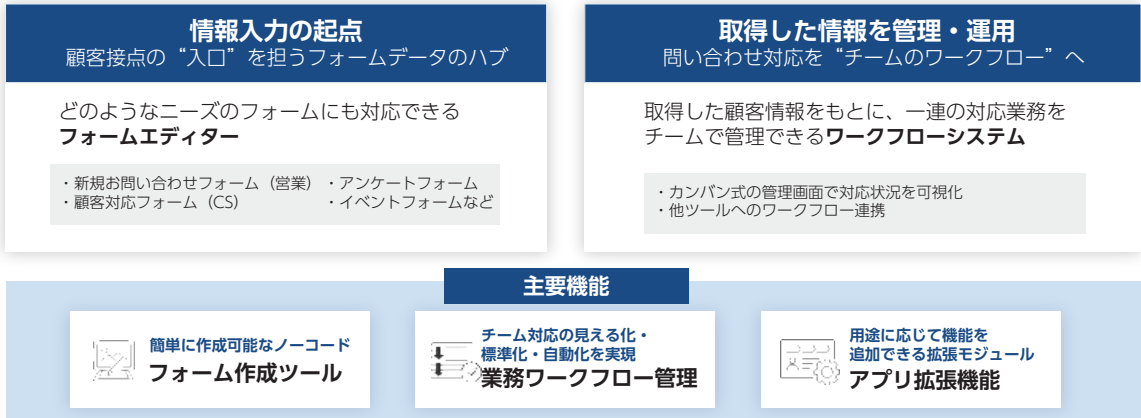 情報入力の起点
顧客接点の“入口”を担うフォームデータのハブ
どのようなニーズのフォームにも対応できる
フォームエディター
・新規お問い合わせフォーム（営業）　・アンケートフォーム
・顧客対応フォーム（CS）　・イベントフォームなど
取得した情報を管理・運用
問い合わせ対応を“チームのワークフロー”へ
取得した顧客情報をもとに、一連の対応業務を
チームで管理できるワークフローシステム
・カンバン式の管理画面で対応状況を可視化
・他ツールへのワークフロー連携
主要機能
簡単に作成可能なノーコード
フォーム作成ツール
チーム対応の見える化・
標準化・自動化を実現
業務ワークフロー管理
用途に応じて機能を
追加できる拡張モジュール
アプリ拡張機能